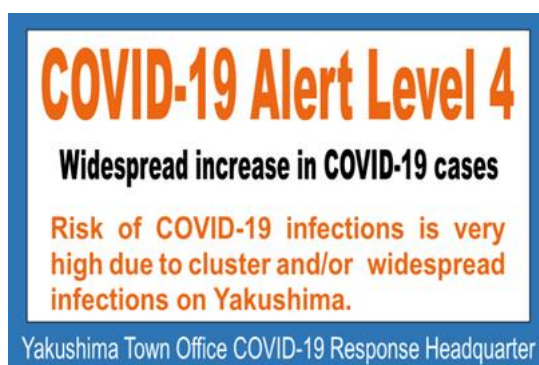 COVID-19 Alert Level 4
Widespread increase in COVID-19 cases
Risk of COVID-19 infections is very
high due to cluster and/or widespread
infections on Yakushima.
Yakushima Town Office COVID-19 Response Headquarter